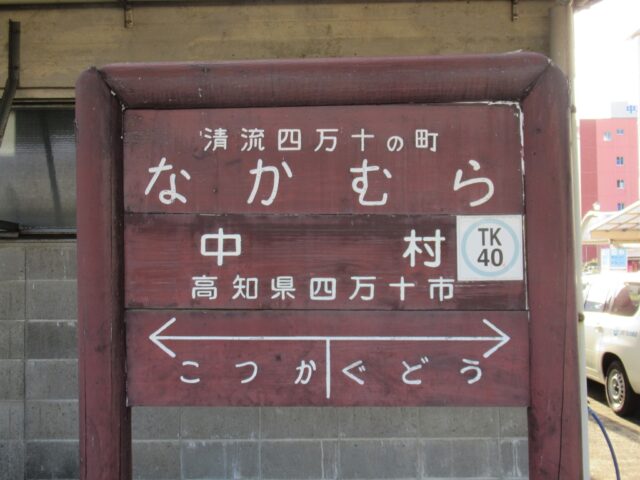 清流四万十の町
なかむら
中村
TK
40
高知県四万十市
こつか ぐどう